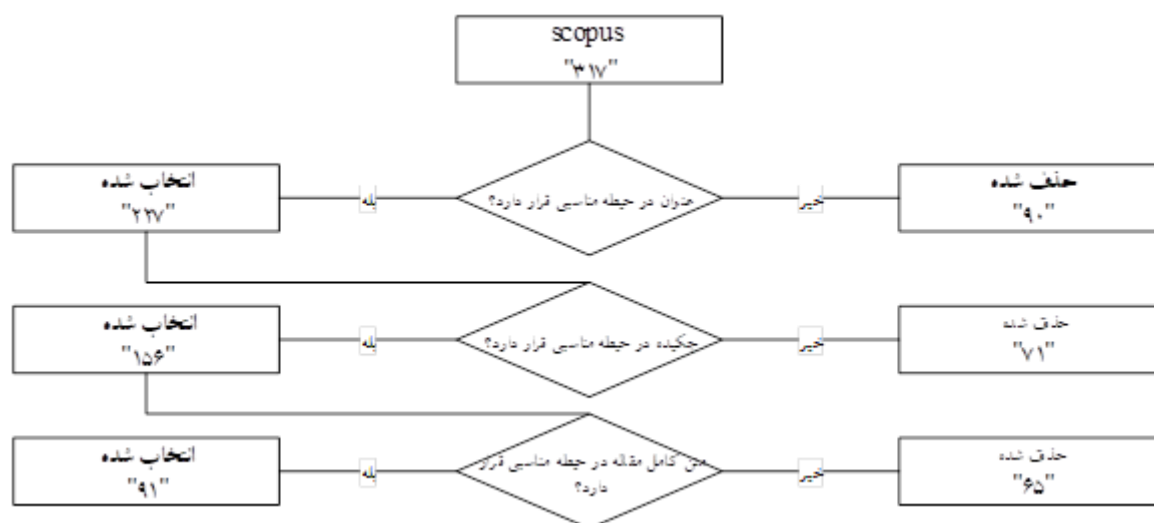 scopus
"۳۱۷"
انتخاب شده
"۲۲۷"
بله
عنوان در حیطه مناسبی قرار دارد؟
خیر
حذف شده
"۹۰"
انتخاب شده
"۱۵۶"
بله
چکیده در حیطه مناسبی قرار دارد؟
خیر
حذف شده
"۷۱"
انتخاب شده
"۹۱"
بله
متن کامل مقاله در حیطه مناسبی قرار
دارد؟
خیر
حذف شده
"۶۵"